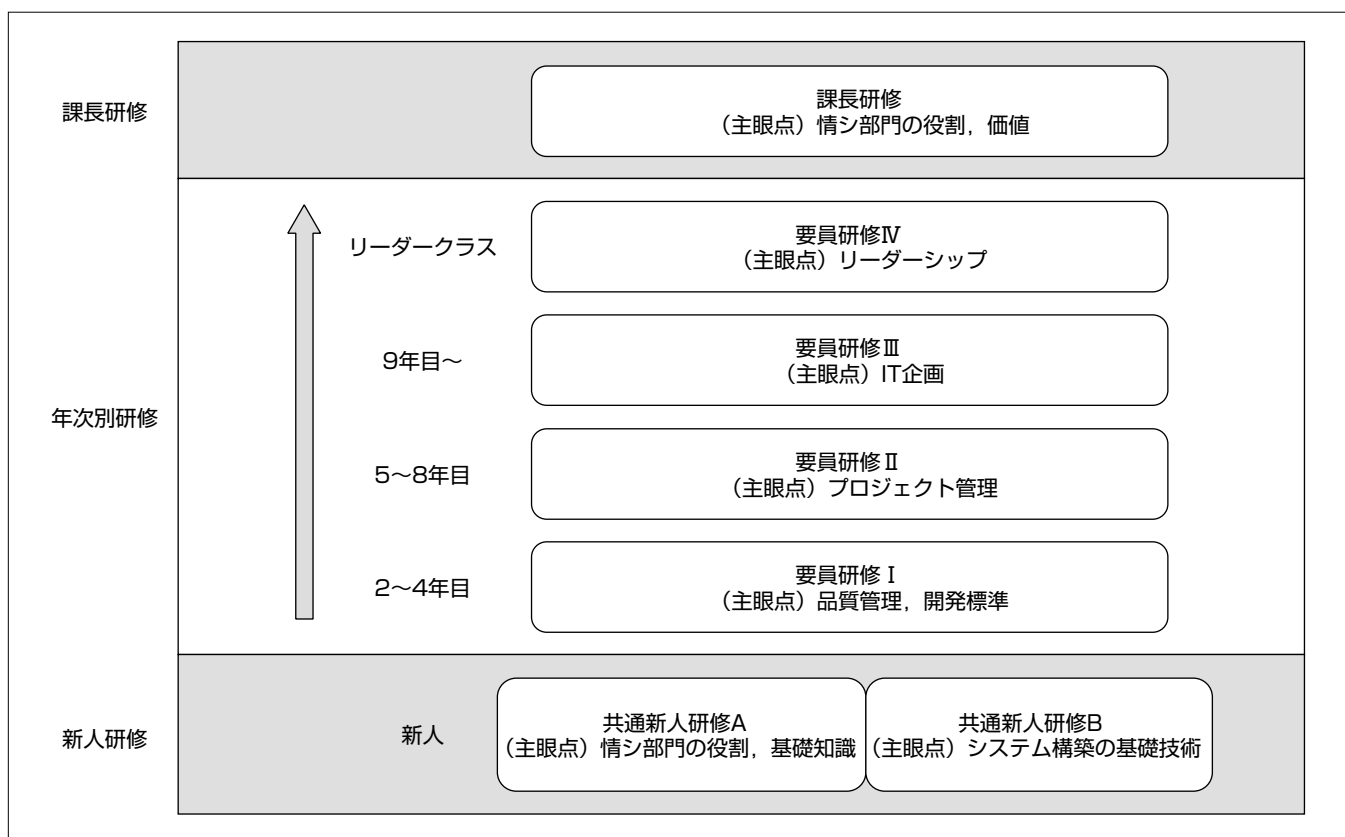 課長研修
課長研修
（主眼点）情シ部門の役割，価値
年次別研修
リーダークラス
要員研修Ⅳ
（主眼点）リーダーシップ
9年目～
要員研修Ⅲ
（主眼点）IT企画
5～8年目
要員研修Ⅱ
（主眼点）プロジェクト管理
2～4年目
要員研修Ⅰ
（主眼点）品質管理，開発標準
新人研修
新人
共通新人研修A
（主眼点）情シ部門の役割，基礎知識
共通新人研修B
（主眼点）システム構築の基礎技術